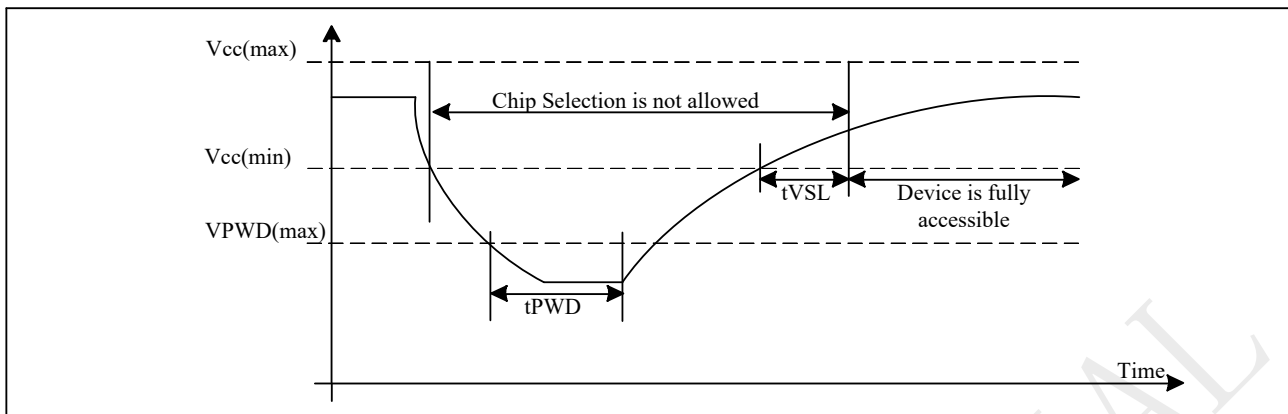 Vcc(max)
Chip Selection is not allowed
Vcc(min)
tVSL
Device is fully
accessible
VPWD(max)
tPWD
Time